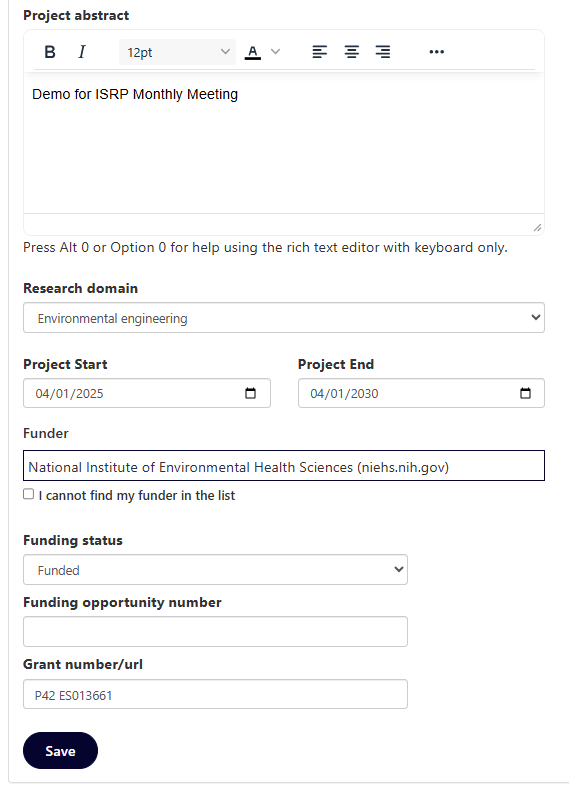 Project abstract
B I 12pt A ...
Demo for ISRP Monthly Meeting
Press Alt 0 or Option 0 for help using the rich text editor with keyboard only.
Research domain
Environmental engineering
Project Start Project End
04/01/2025 04/01/2030
Funder
National Institute of Environmental Health Sciences (niehs.nih.gov)
I cannot find my funder in the list
Funding status
Funded
Funding opportunity number
Grant number/url
P42 ES013661
Save